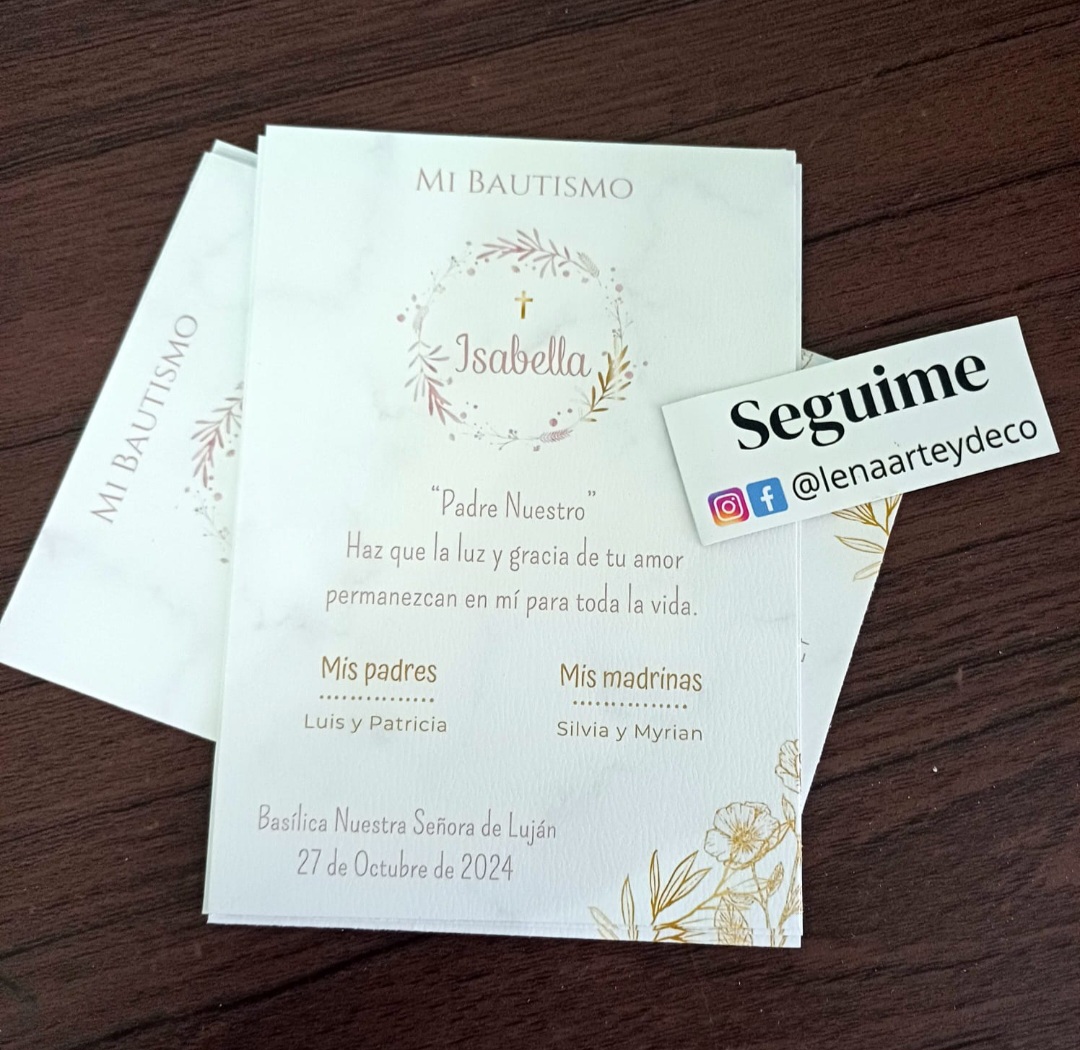 MI BAUTISMO
Isabella
“Padre Nuestro”
Haz que la luz y gracia de tu amor
permanezcan en mí para toda la vida.
Mis padres
Luis y Patricia
Mis madrinas
Silvia y Myrian
Basílica Nuestra Señora de Luján
27 de Octubre de 2024
MI BAUTISMO
Seguime
@lenaarteydeco